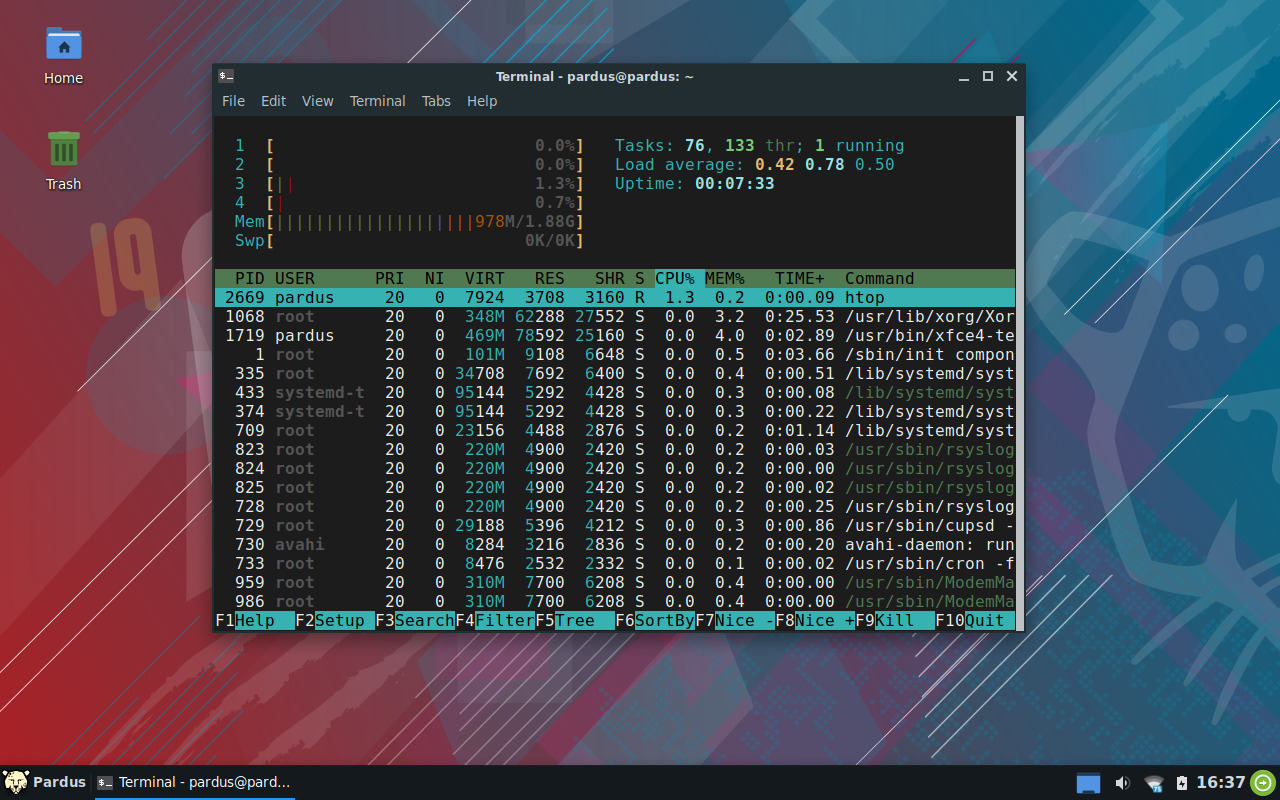 Home
Trash
Terminal - pardus@pardus: ~
File Edit View Terminal Tabs Help
1 [ 0.0%] Tasks: 76, 133 thr; 1 running
2 [ 0.0%] Load average: 0.42 0.78 0.50
3 [|| 1.3%] Uptime: 00:07:33
4 [| 0.7%]
Mem[||||||||||||||||||||978M/1.88G]
Swp[ 0K/0K]
PID USER PRI NI VIRT RES SHR S CPU% MEM% TIME+ Command
2669 pardus 20 0 7924 3708 3160 R 1.3 0.2 0:00.09 htop
1068 root 20 0 348M 62288 27552 S 0.0 3.2 0:25.53 /usr/lib/xorg/Xor
1719 pardus 20 0 469M 78592 25160 S 0.0 4.0 0:02.89 /usr/bin/xfce4-te
1 root 20 0 101M 9108 6648 S 0.0 0.5 0:03.66 /sbin/init compon
335 root 20 0 34708 7692 6400 S 0.0 0.4 0:00.51 /lib/systemd/syst
433 systemd-t 20 0 95144 5292 4428 S 0.0 0.3 0:00.08 /lib/systemd/syst
374 systemd-t 20 0 95144 5292 4428 S 0.0 0.3 0:00.22 /lib/systemd/syst
709 root 20 0 23156 4488 2876 S 0.0 0.2 0:01.14 /lib/systemd/syst
823 root 20 0 220M 4900 2420 S 0.0 0.2 0:00.03 /usr/sbin/rsyslog
824 root 20 0 220M 4900 2420 S 0.0 0.2 0:00.00 /usr/sbin/rsyslog
825 root 20 0 220M 4900 2420 S 0.0 0.2 0:00.02 /usr/sbin/rsyslog
728 root 20 0 220M 4900 2420 S 0.0 0.2 0:00.25 /usr/sbin/rsyslog
729 root 20 0 29188 5396 4212 S 0.0 0.3 0:00.86 /usr/sbin/cupsd -
730 avahi 20 0 8284 3216 2836 S 0.0 0.2 0:00.20 avahi-daemon: run
733 root 20 0 8476 2532 2332 S 0.0 0.1 0:00.02 /usr/sbin/cron -f
959 root 20 0 310M 7700 6208 S 0.0 0.4 0:00.00 /usr/sbin/ModemMa
986 root 20 0 310M 7700 6208 S 0.0 0.4 0:00.00 /usr/sbin/ModemMa
F1Help F2Setup F3SearchF4FilterF5Tree F6SortByF7Nice -F8Nice +F9Kill F10Quit
19
Pardus Terminal - pardus@pard... 75 16:37